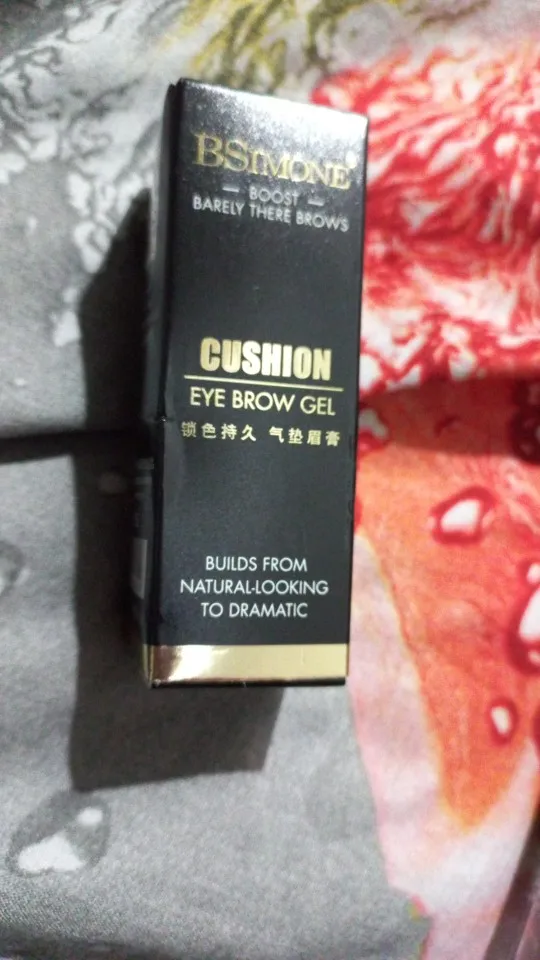 BSIMONE®
— BOOST —
BARELY THERE BROWS
CUSHION
EYE BROW GEL
锁色持久 气垫眉膏
BUILDS FROM
NATURAL-LOOKING
TO DRAMATIC